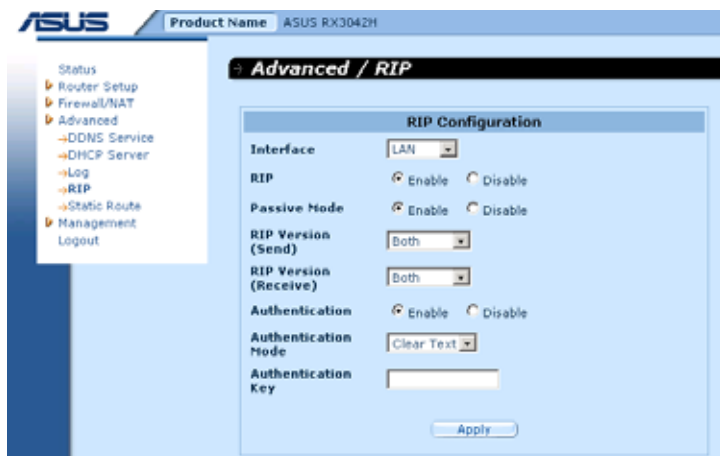 ASUS Product Name ASUS RX3042H
Advanced / RIP
Status
Router Setup
Firewall/NAT
Advanced
DDNS Service
DHCP Server
Log
RIP
Static Route
Management
Logout
RIP Configuration
Interface LAN
RIP Enable Disable
Passive Mode Enable Disable
RIP Version
(Send) Both
RIP Version
(Receive) Both
Authentication Enable Disable
Authentication
Mode Clear Text
Authentication
Key
Apply